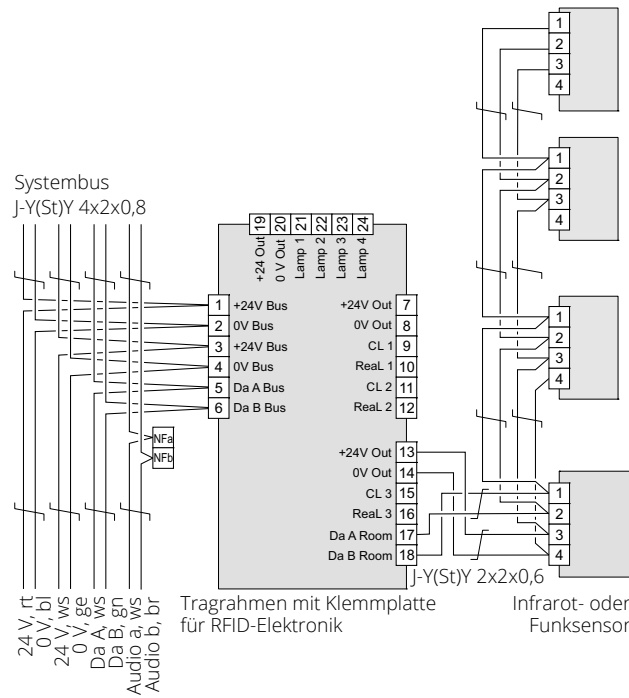 1
2
3
4
1
2
3
4
Systembus
J-Y(St)Y 4x2x0,8
19 20 21 22 23 24
+24 Out
0 V Out
Lamp 1
Lamp 2
Lamp 3
Lamp 4
1 +24V Bus
2 0V Bus
3 +24V Bus
4 0V Bus
5 Da A Bus
6 Da B Bus
+24V Out 7
0V Out 8
CL 1 9
ReaL 1 10
CL 2 11
ReaL 2 12
1
2
3
4
NFa
NFb
+24V Out 13
0V Out 14
CL 3 15
ReaL 3 16
Da A Room 17
Da B Room 18
1
2
3
4
J-Y(St)Y 2x2x0,6
24 V, rt
0 V, bl
24 V, ws
0 V, ge
Da A, ws
Da B, gn
Audio a, ws
Audio b, br
Tragrahmen mit Klemmplatte
für RFID-Elektronik
Infrarot- oder
Funksensor